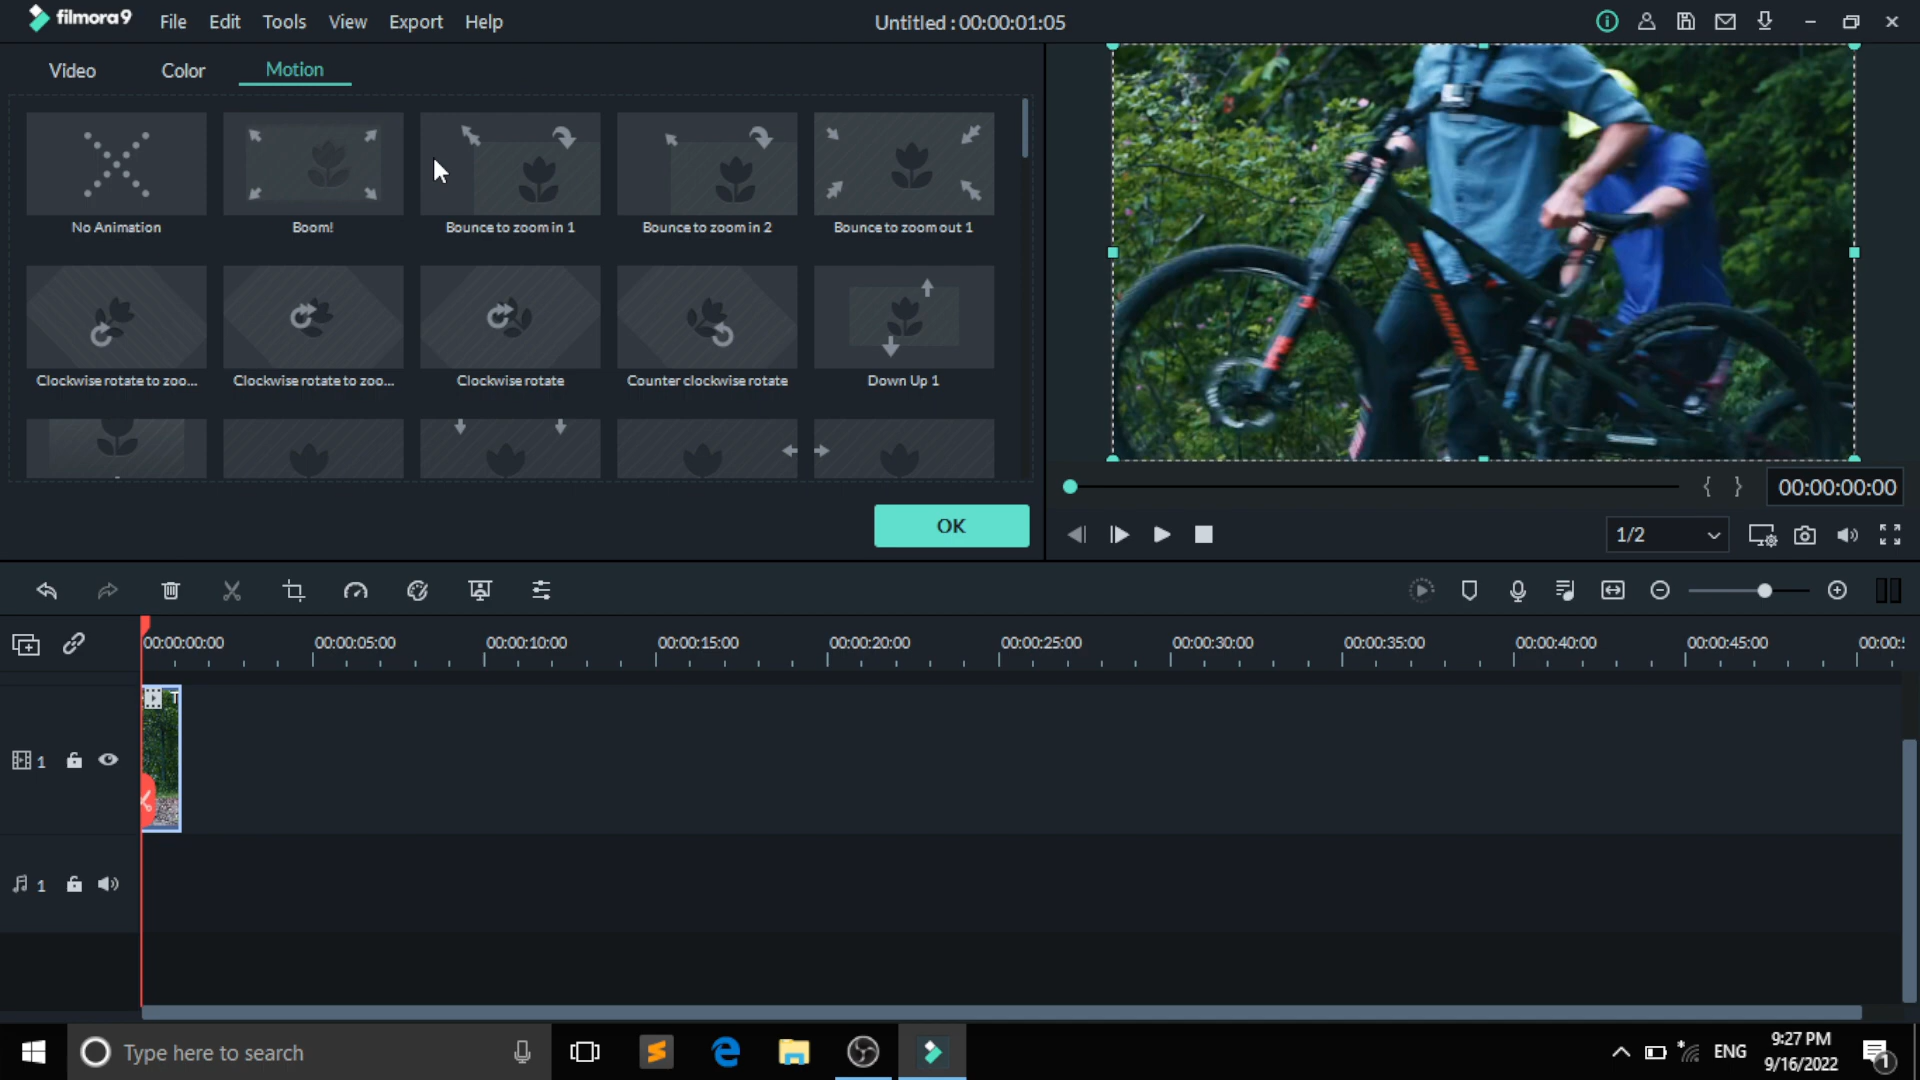 filmora9 File Edit Tools View Export Help Untitled : 00:00:01:05
Video Color Motion
No Animation Boom! Bounce to zoom in 1 Bounce to zoom in 2 Bounce to zoom out 1
Clockwise rotate to zoo... Clockwise rotate to zoo... Clockwise rotate Counter clockwise rotate Down Up 1
ROCKY MOUNTAIN
OK
{ } 00:00:00:00
1/2
00:00:00:00 00:00:05:00 00:00:10:00 00:00:15:00 00:00:20:00 00:00:25:00 00:00:30:00 00:00:35:00 00:00:40:00 00:00:45:00 00:00:
T
1
1
Type here to search
ENG
9:27 PM
9/16/2022
1